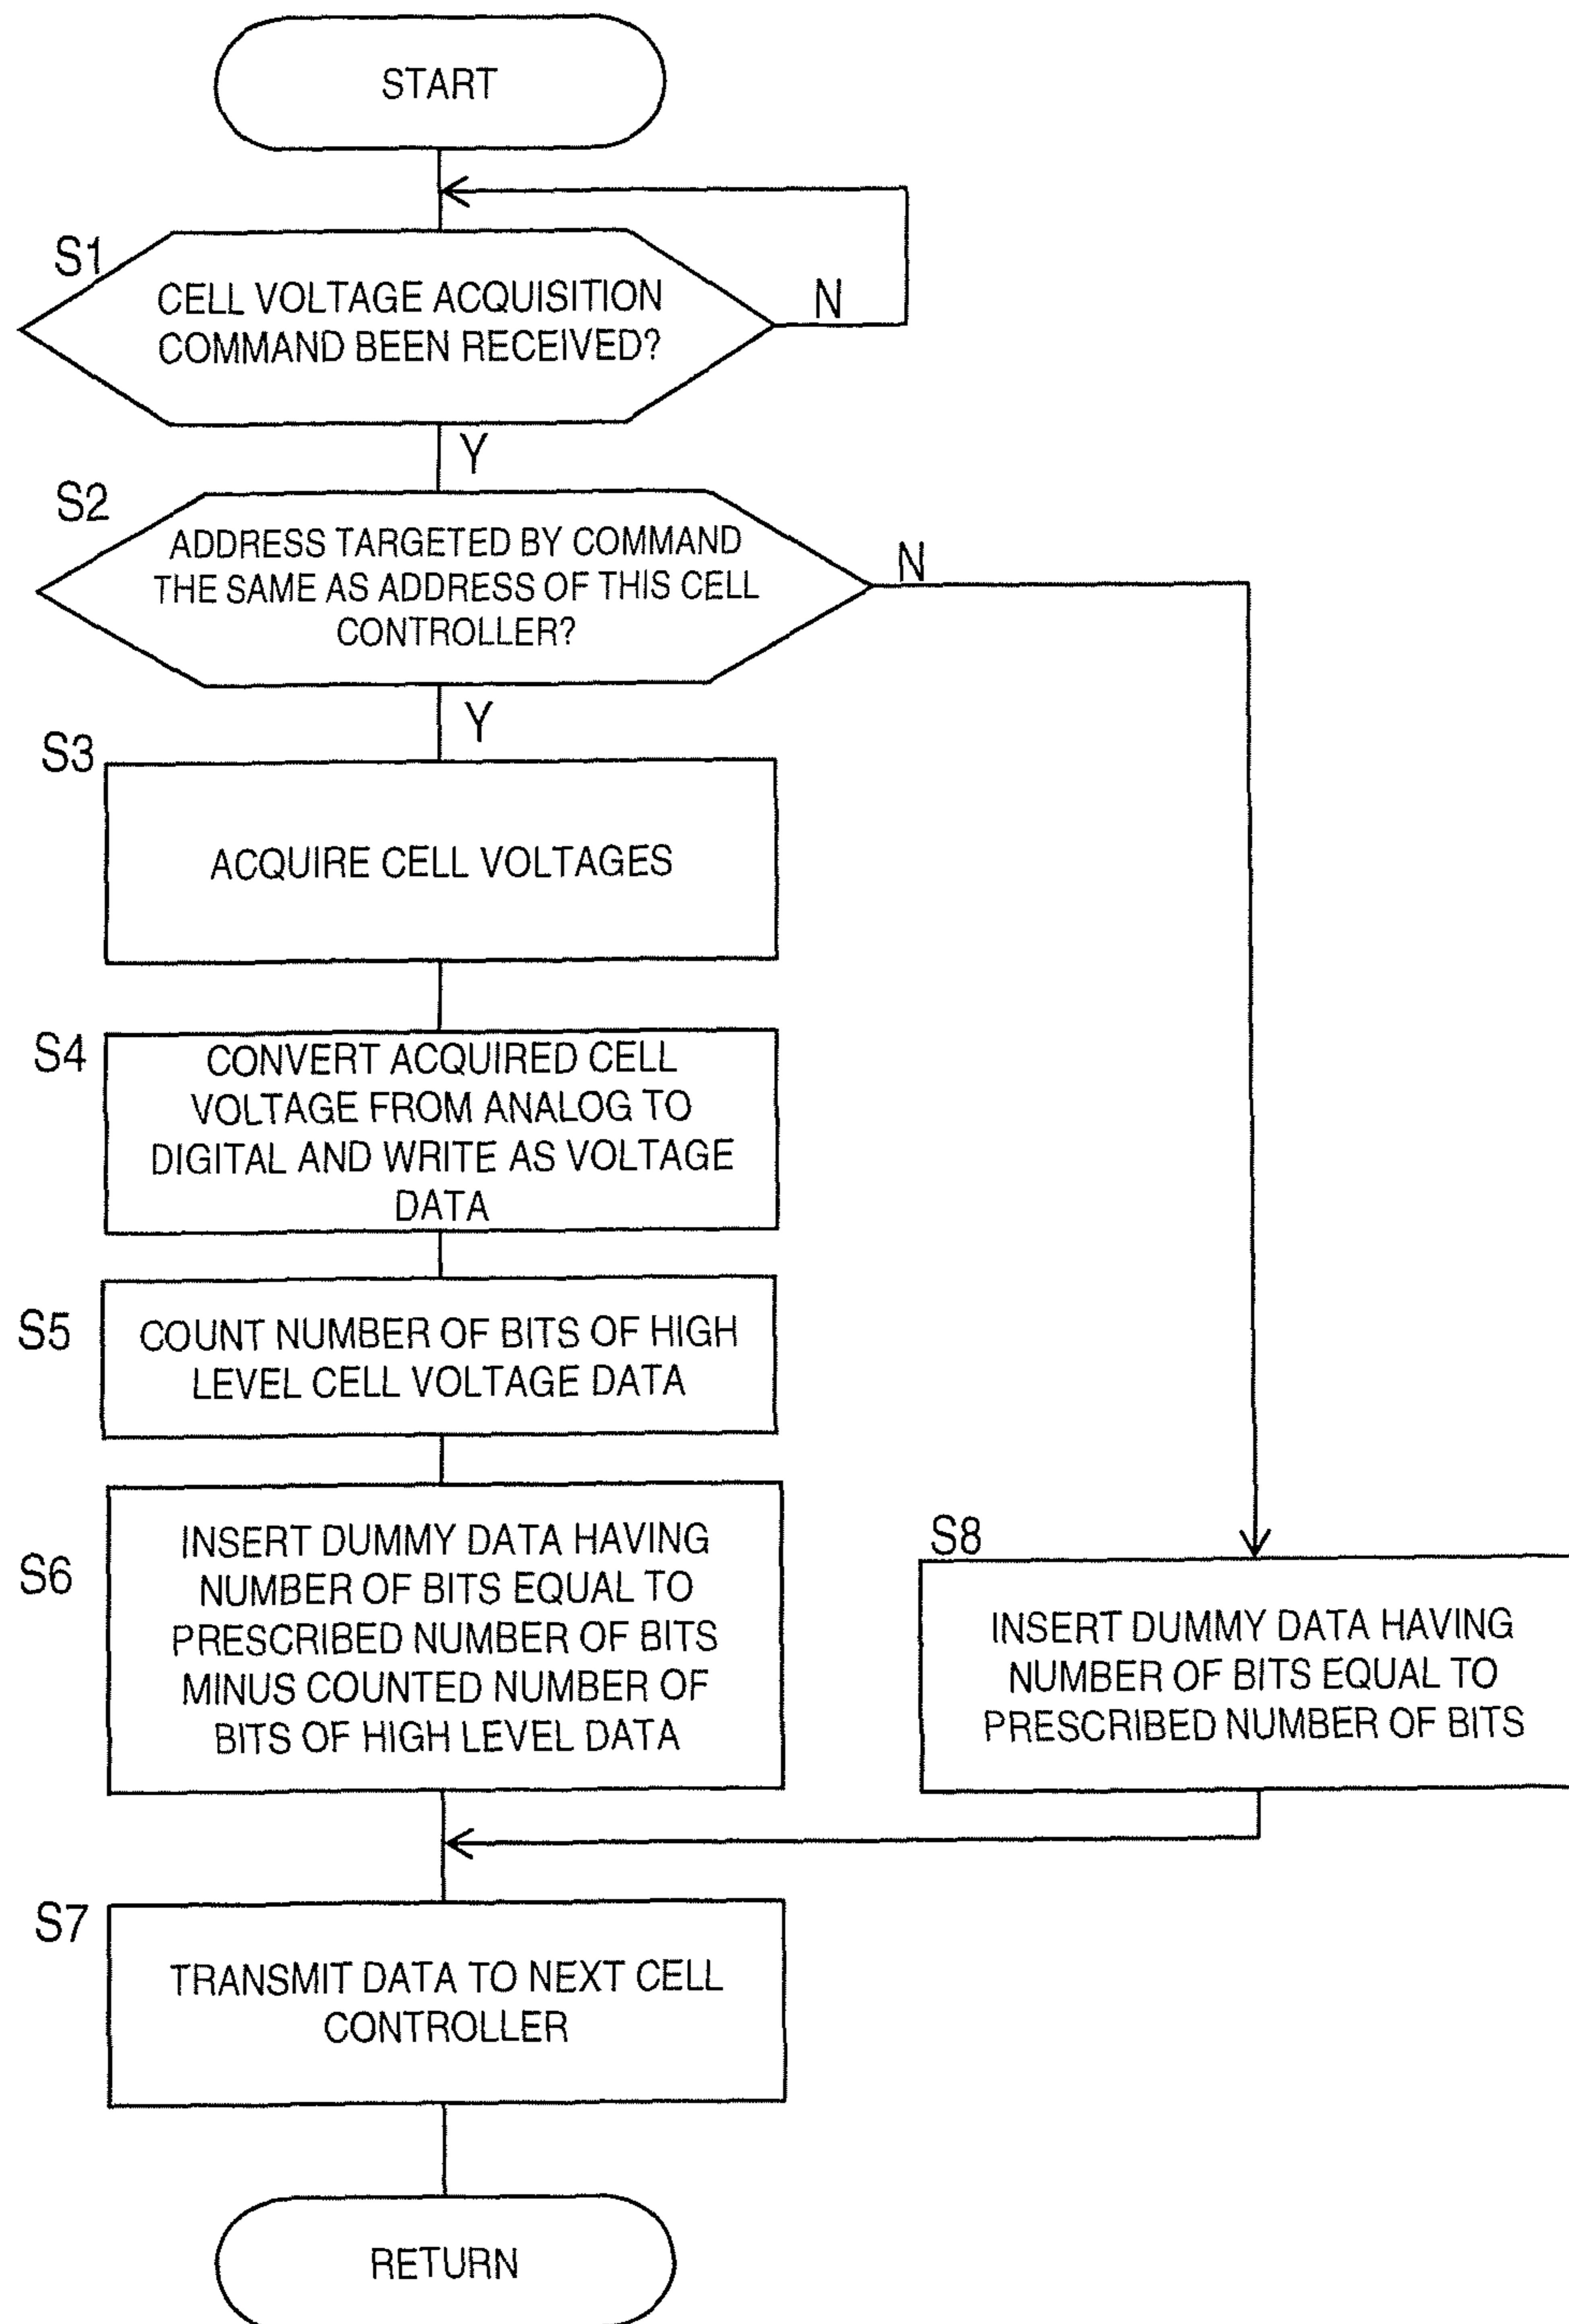 START
S1
CELL VOLTAGE ACQUISITION
COMMAND BEEN RECEIVED?
N
Y
S2
ADDRESS TARGETED BY COMMAND
THE SAME AS ADDRESS OF THIS CELL
CONTROLLER?
N
Y
S3
ACQUIRE CELL VOLTAGES
S4
CONVERT ACQUIRED CELL
VOLTAGE FROM ANALOG TO
DIGITAL AND WRITE AS VOLTAGE
DATA
S5
COUNT NUMBER OF BITS OF HIGH
LEVEL CELL VOLTAGE DATA
S6
INSERT DUMMY DATA HAVING
NUMBER OF BITS EQUAL TO
PRESCRIBED NUMBER OF BITS
MINUS COUNTED NUMBER OF
BITS OF HIGH LEVEL DATA
S8
INSERT DUMMY DATA HAVING
NUMBER OF BITS EQUAL TO
PRESCRIBED NUMBER OF BITS
S7
TRANSMIT DATA TO NEXT CELL
CONTROLLER
RETURN